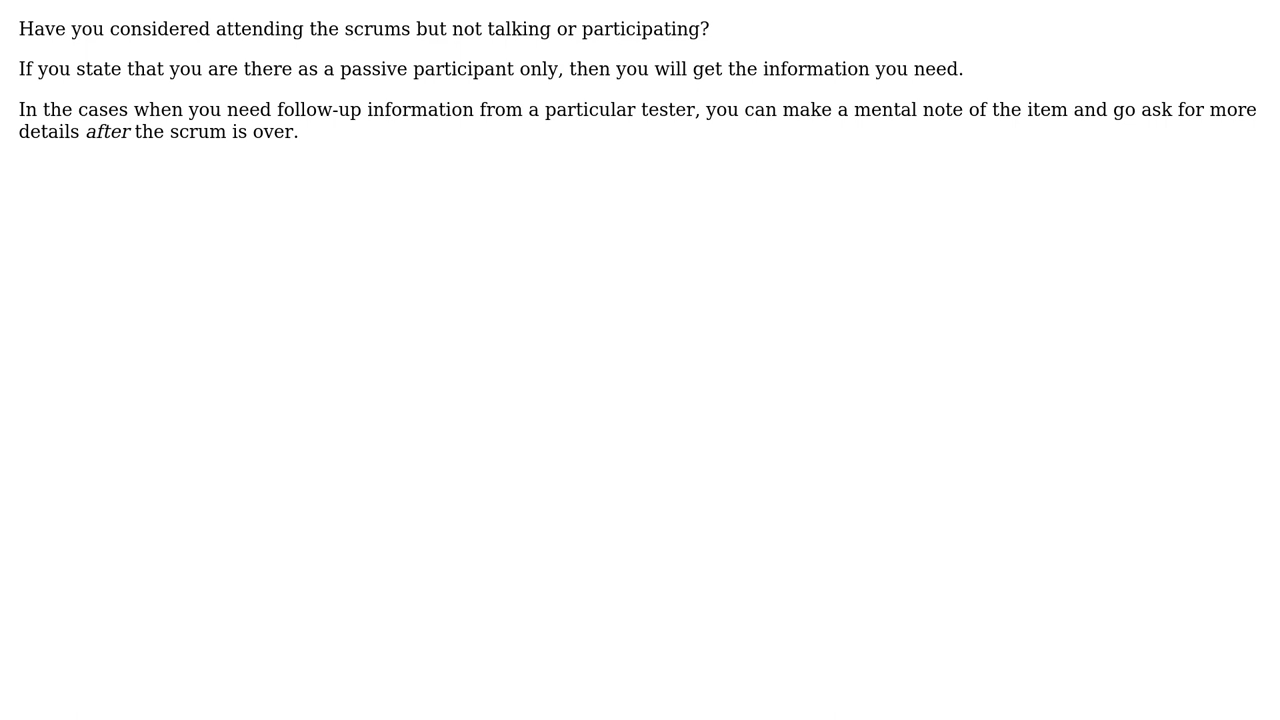 Have you considered attending the scrums but not talking or participating?
If you state that you are there as a passive participant only, then you will get the information you need.
In the cases when you need follow-up information from a particular tester, you can make a mental note of the item and go ask for more
details after the scrum is over.